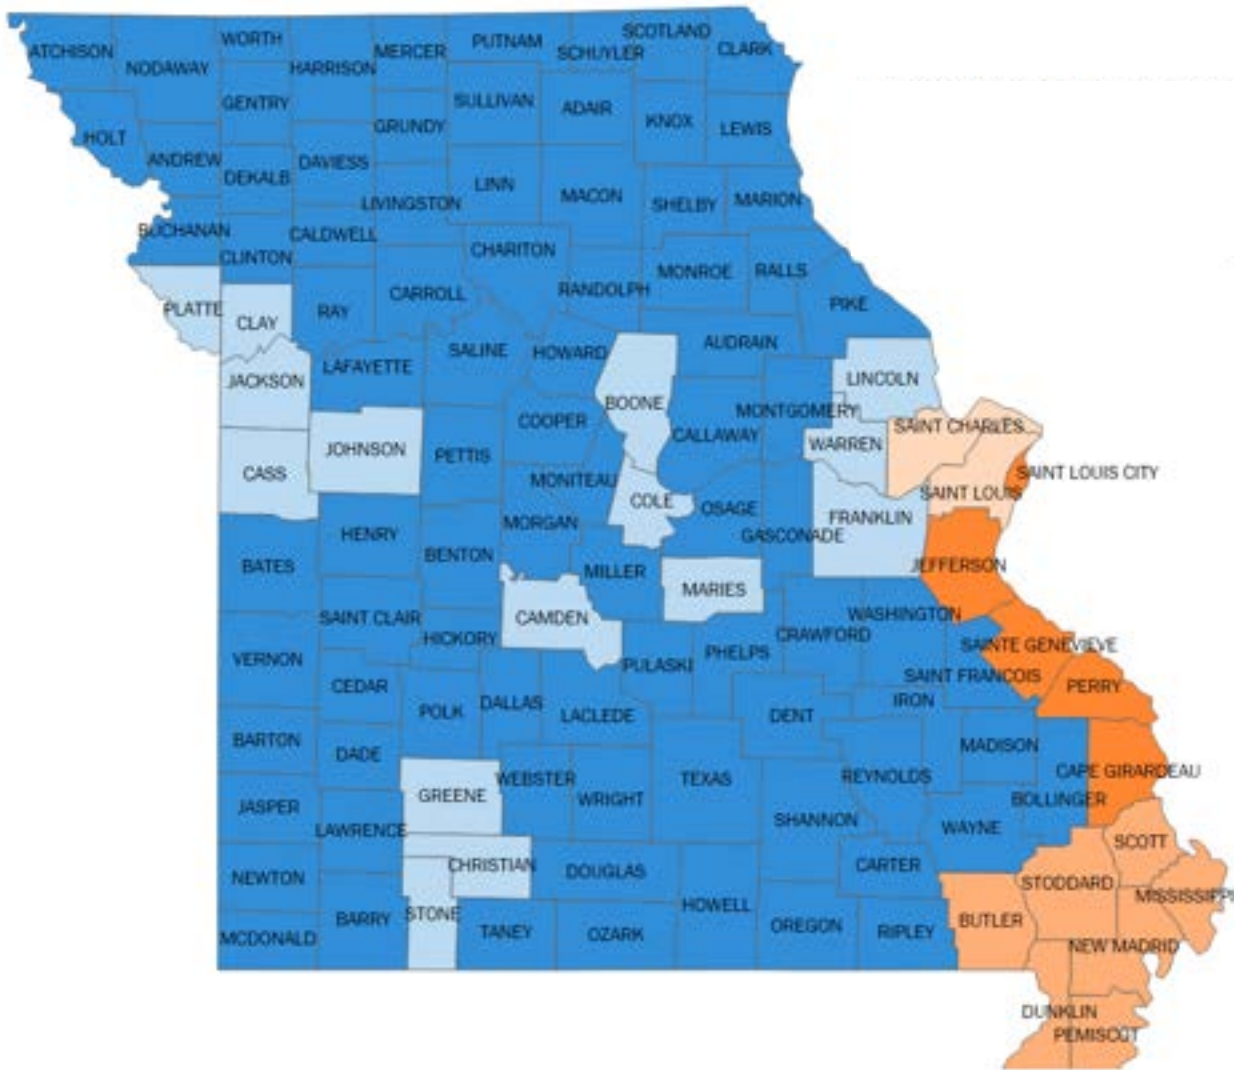 ATCHISON
NODAWAY
WORTH
HARRISON
MERCER
PUTNAM
SCHUYLER
SCOTLAND
CLARK
GENTRY
SULLIVAN
ADAIR
KNOX
LEWIS
HOLT
ANDREW
DEKALB
DAVIESS
GRUNDY
LIVINGSTON
LINN
MACON
SHELBY
MARION
BUCHANAN
CLINTON
CALDWELL
CHARITON
MONROE
RALLS
PLATTE
CLAY
RAY
CARROLL
RANDOLPH
PIKE
JACKSON
LAFAYETTE
SALINE
HOWARD
AUDRAIN
LINCOLN
BOONE
MONTGOMERY
COOPER
CALLAWAY
WARREN
SAINT CHARLES
CASS
JOHNSON
PETTIS
MONITEAU
COLE
SAINT LOUIS CITY
SAINT LOUIS
HENRY
MORGAN
OSAGE
GASCONADE
FRANKLIN
BATES
BENTON
MILLER
MARIES
JEFFERSON
SAINT CLAIR
HICKORY
CAMDEN
CRAWFORD
WASHINGTON
VERNON
CEDAR
PULASKI
PHELPS
SAINTE GENEVIEVE
SAINT FRANCOIS
PERRY
POLK
DALLAS
LACLEDE
DENT
IRON
BARTON
DADE
MADISON
GREENE
WEBSTER
WRIGHT
TEXAS
REYNOLDS
CAPE GIRARDEAU
BOLLINGER
JASPER
LAWRENCE
SHANNON
WAYNE
SCOTT
NEWTON
CHRISTIAN
DOUGLAS
CARTER
STODDARD
MISSISSIPPI
MCDONALD
BARRY
STONE
TANEY
OZARK
HOWELL
OREGON
RIPLEY
BUTLER
NEW MADRID
DUNKLIN
PEMISCOT